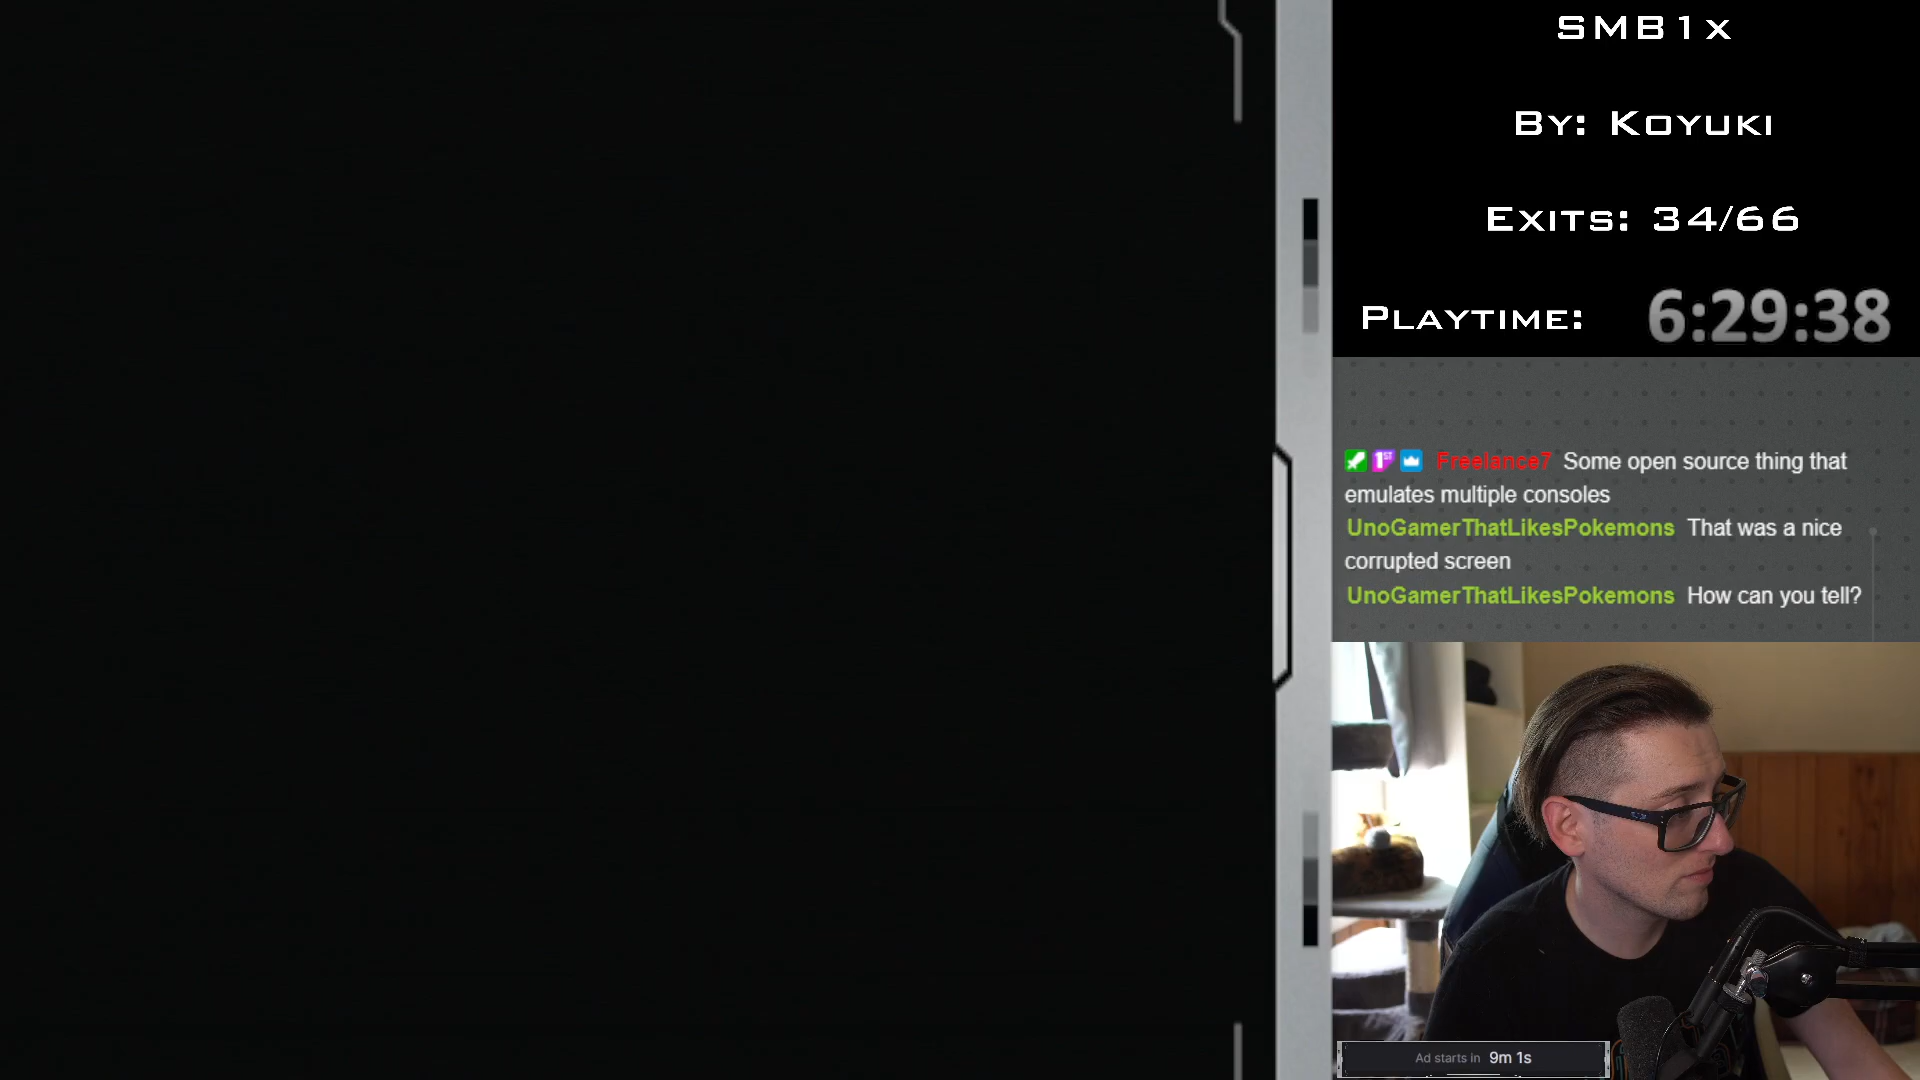 SMB1x
By: Koyuki
Exits: 34/66
Playtime: 6:29:38
1ST Freelance7 Some open source thing that
emulates multiple consoles
UnoGamerThatLikesPokemons That was a nice
corrupted screen
UnoGamerThatLikesPokemons How can you tell?
Ad starts in 9m 1s